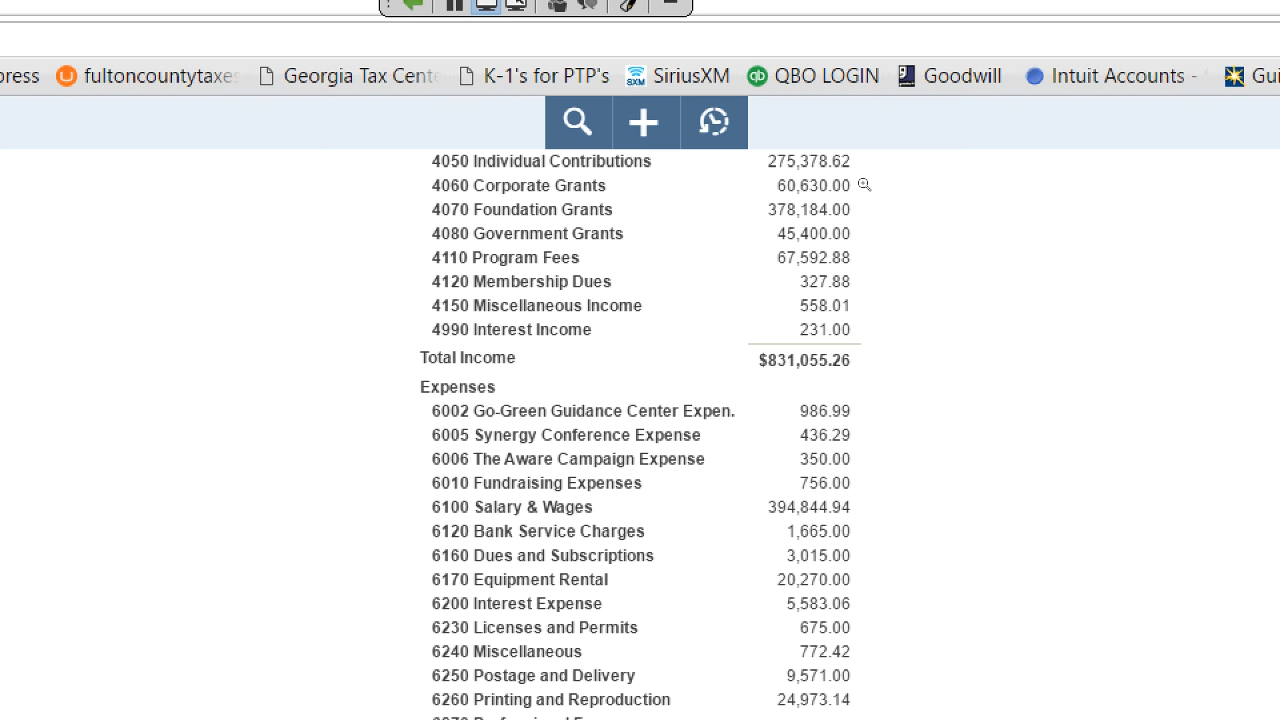 press fultoncountytaxes Georgia Tax Cente K-1's for PTP's SXM SiriusXM qb QBO LOGIN Goodwill Intuit Accounts - Gui
4050 Individual Contributions 275,378.62
4060 Corporate Grants 60,630.00
4070 Foundation Grants 378,184.00
4080 Government Grants 45,400.00
4110 Program Fees 67,592.88
4120 Membership Dues 327.88
4150 Miscellaneous Income 558.01
4990 Interest Income 231.00
Total Income $831,055.26
Expenses
6002 Go-Green Guidance Center Expen. 986.99
6005 Synergy Conference Expense 436.29
6006 The Aware Campaign Expense 350.00
6010 Fundraising Expenses 756.00
6100 Salary & Wages 394,844.94
6120 Bank Service Charges 1,665.00
6160 Dues and Subscriptions 3,015.00
6170 Equipment Rental 20,270.00
6200 Interest Expense 5,583.06
6230 Licenses and Permits 675.00
6240 Miscellaneous 772.42
6250 Postage and Delivery 9,571.00
6260 Printing and Reproduction 24,973.14